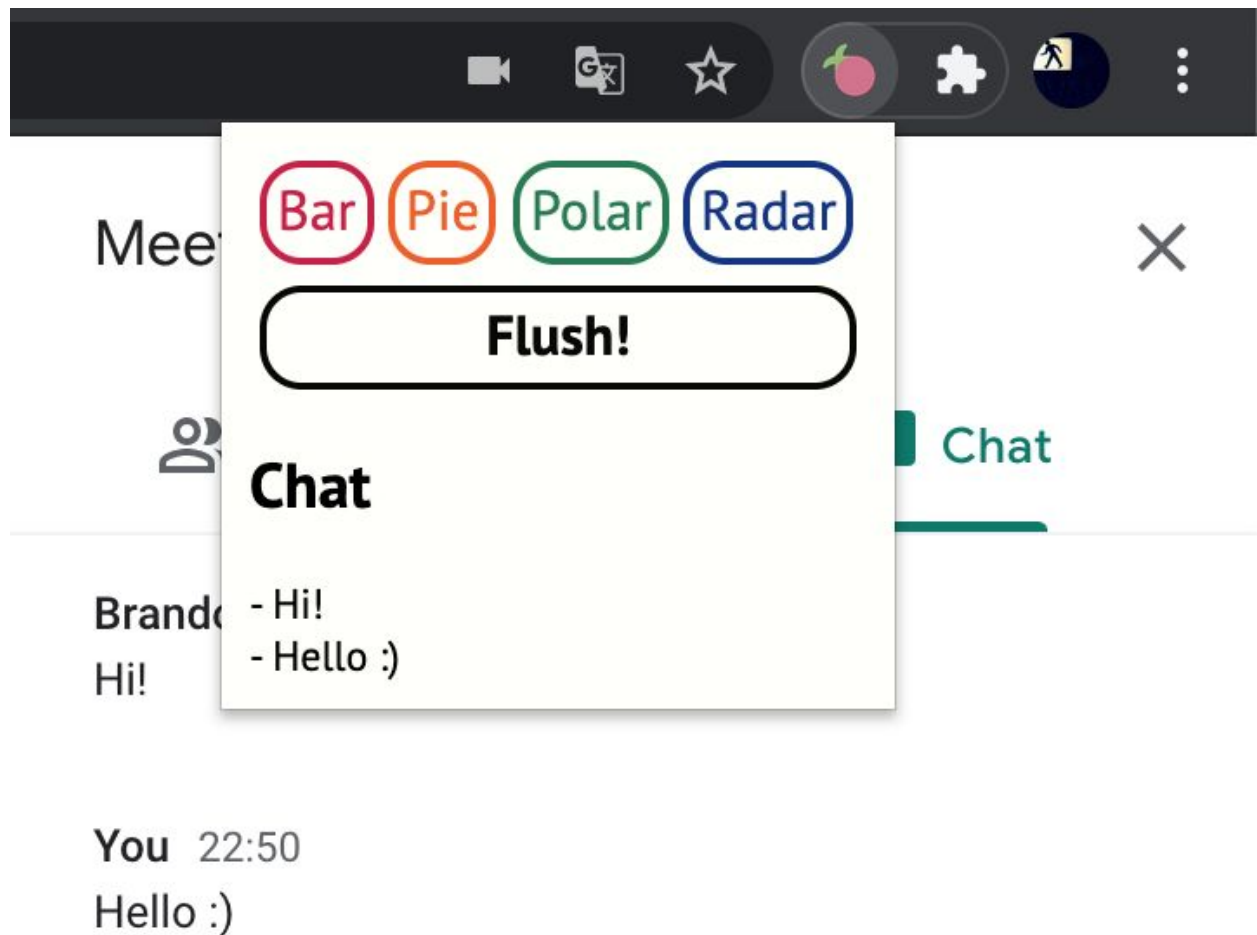 Bar Pie Polar Radar
Flush!
Chat
- Hi!
- Hello :)
Chat
Hi!
You 22:50
Hello :)